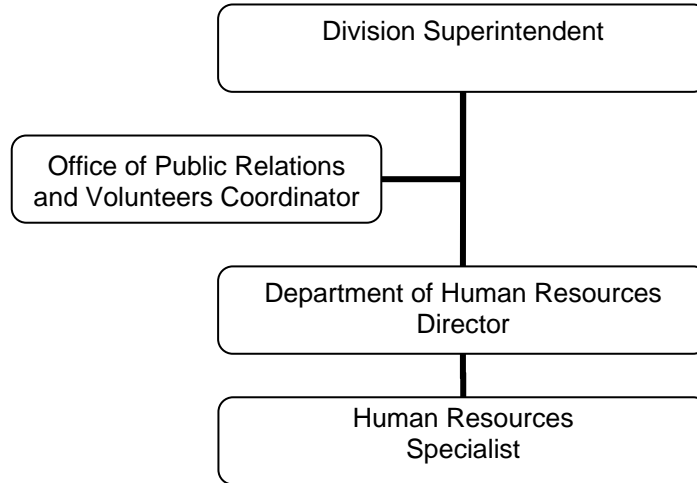 Division Superintendent
Office of Public Relations
and Volunteers Coordinator
Department of Human Resources
Director
Human Resources
Specialist